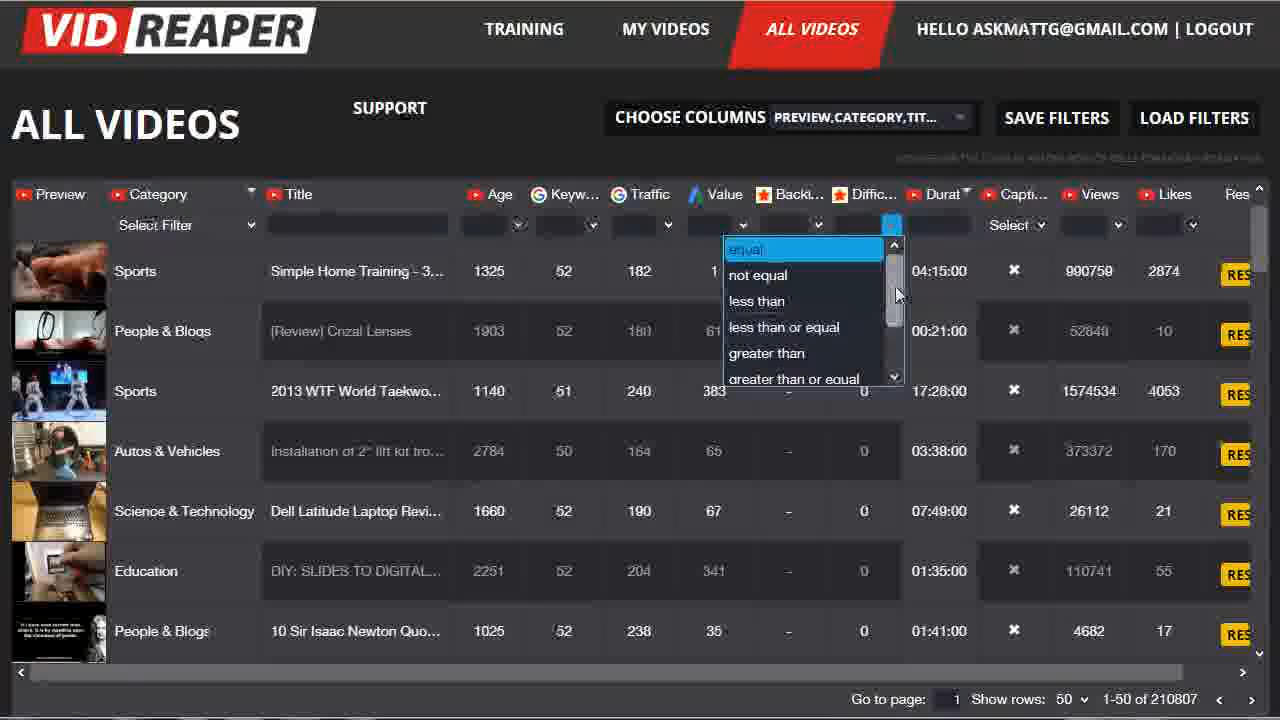 VID REAPER
TRAINING MY VIDEOS ALL VIDEOS HELLO ASKMATTG@GMAIL.COM | LOGOUT
ALL VIDEOS SUPPORT CHOOSE COLUMNS PREVIEW,CATEGORY,TIT... SAVE FILTERS LOAD FILTERS
Preview Category Title Age Keyw... Traffic Value Backi... Diffic... Durat Capti... Views Likes Res
Select Filter Select
equal
not equal
less than
less than or equal
greater than
greater than or equal
Sports Simple Home Training - 3... 1325 52 182 1 04:15:00 ✖ 990759 2874 RES
People & Blogs [Review] Crizal Lenses 1903 52 180 61 00:21:00 ✖ 52848 10 RES
Sports 2013 WTF World Taekwo... 1140 51 240 383 - 0 17:28:00 ✖ 1574534 4053 RES
Autos & Vehicles Installation of 2" lift kit fro... 2784 50 164 65 - 0 03:38:00 ✖ 373372 170 RES
Science & Technology Dell Latitude Laptop Revi... 1660 52 190 67 - 0 07:49:00 ✖ 26112 21 RES
Education DIY: SLIDES TO DIGITAL... 2251 52 204 341 - 0 01:35:00 ✖ 110741 55 RES
People & Blogs 10 Sir Isaac Newton Quo... 1025 52 238 35 - 0 01:41:00 ✖ 4682 17 RES
Go to page: 1 Show rows: 50 1-50 of 210807